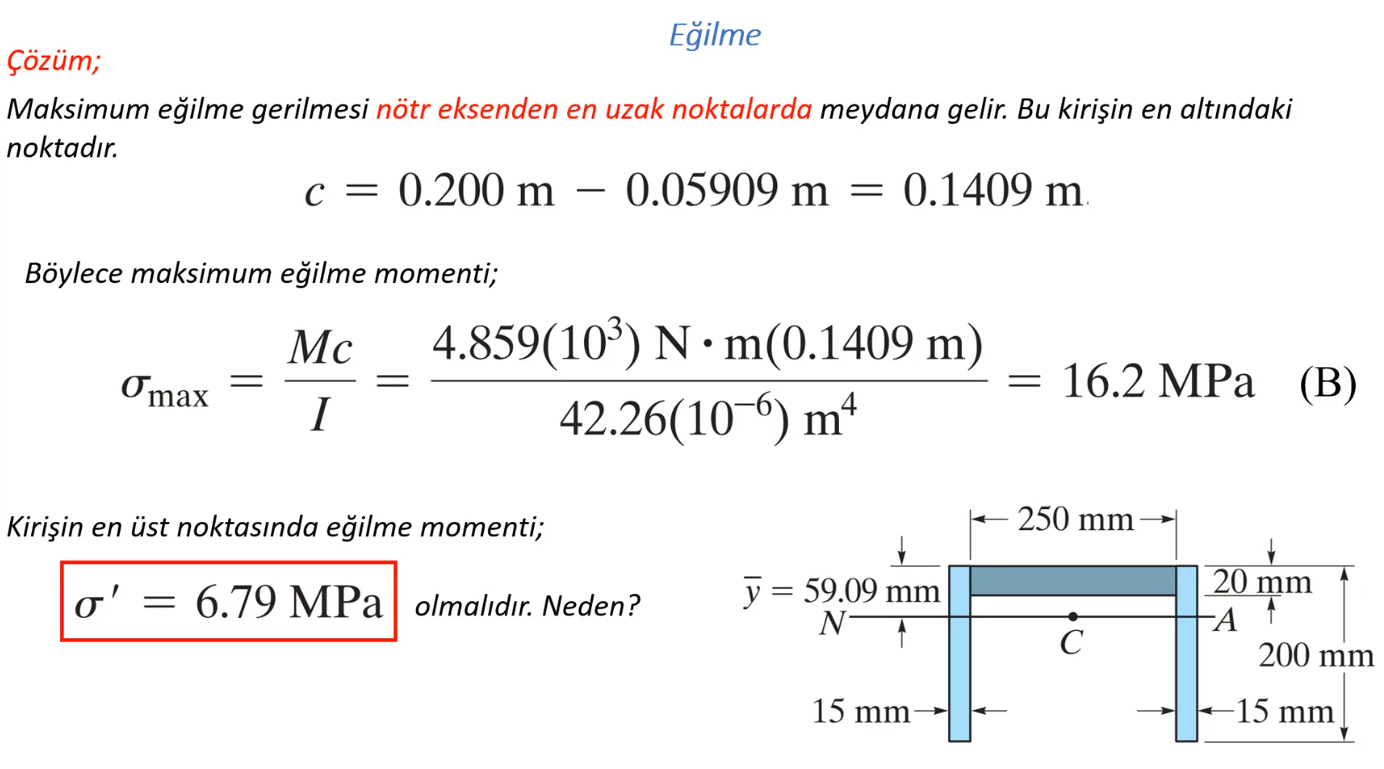 Eğilme
Çözüm;
Maksimum eğilme gerilmesi nötr eksenden en uzak noktalarda meydana gelir. Bu kirişin en altındaki
noktadır.
c = 0.200 m − 0.05909 m = 0.1409 m.
Böylece maksimum eğilme momenti;
σmax = Mc/I = 4.859(10³) N · m(0.1409 m)/42.26(10⁻⁶) m⁴ = 16.2 MPa (B)
Kirişin en üst noktasında eğilme momenti;
σ′ = 6.79 MPa olmalıdır. Neden?
250 mm
y̅ = 59.09 mm
20 mm
N
A
C
200 mm
15 mm
15 mm